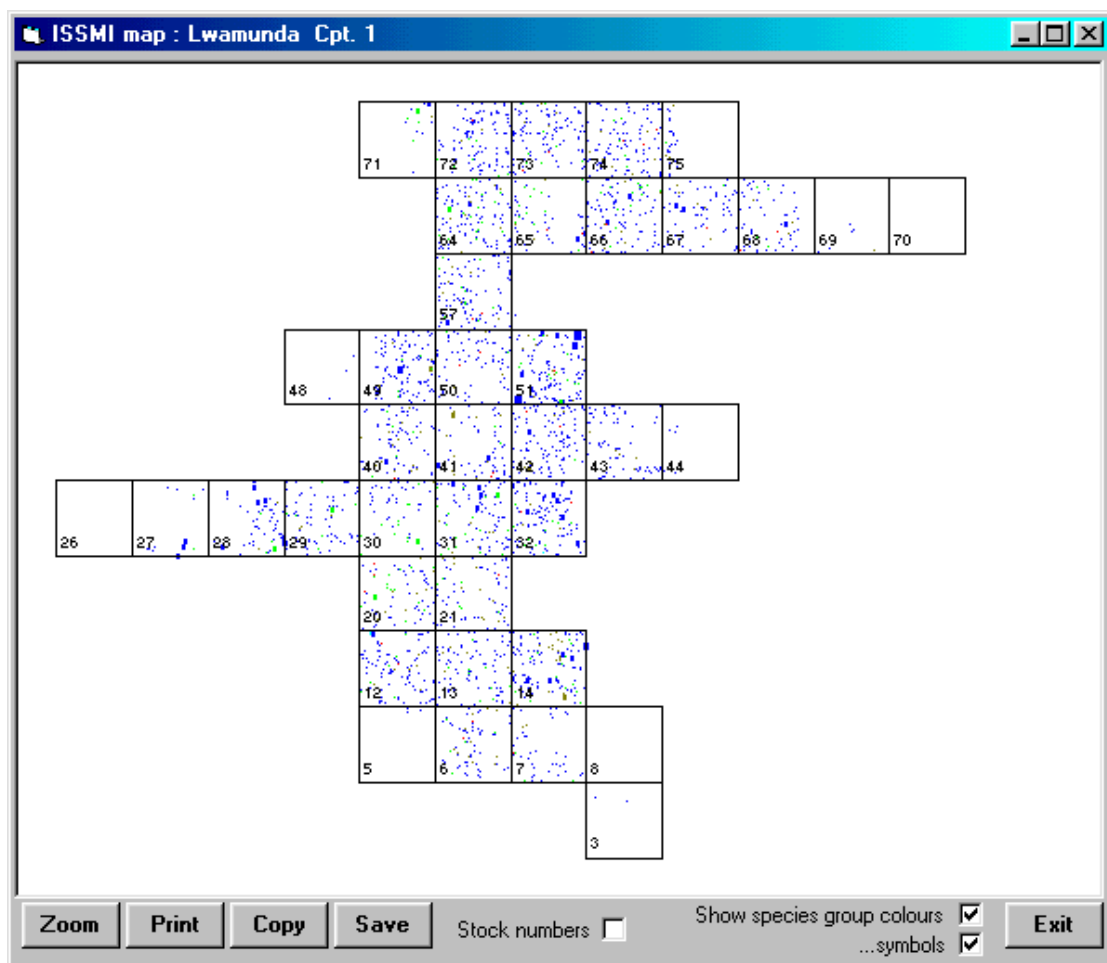 ISSMI map : Lwamunda Cpt. 1
71 72 73 74 75
64 65 66 67 68 69 70
57
48 49 50 51
40 41 42 43 44
26 27 28 29 30 31 32
20 21
12 13 14
5 6 7 8
3
Zoom Print Copy Save Stock numbers Show species group colours Exit
...symbols